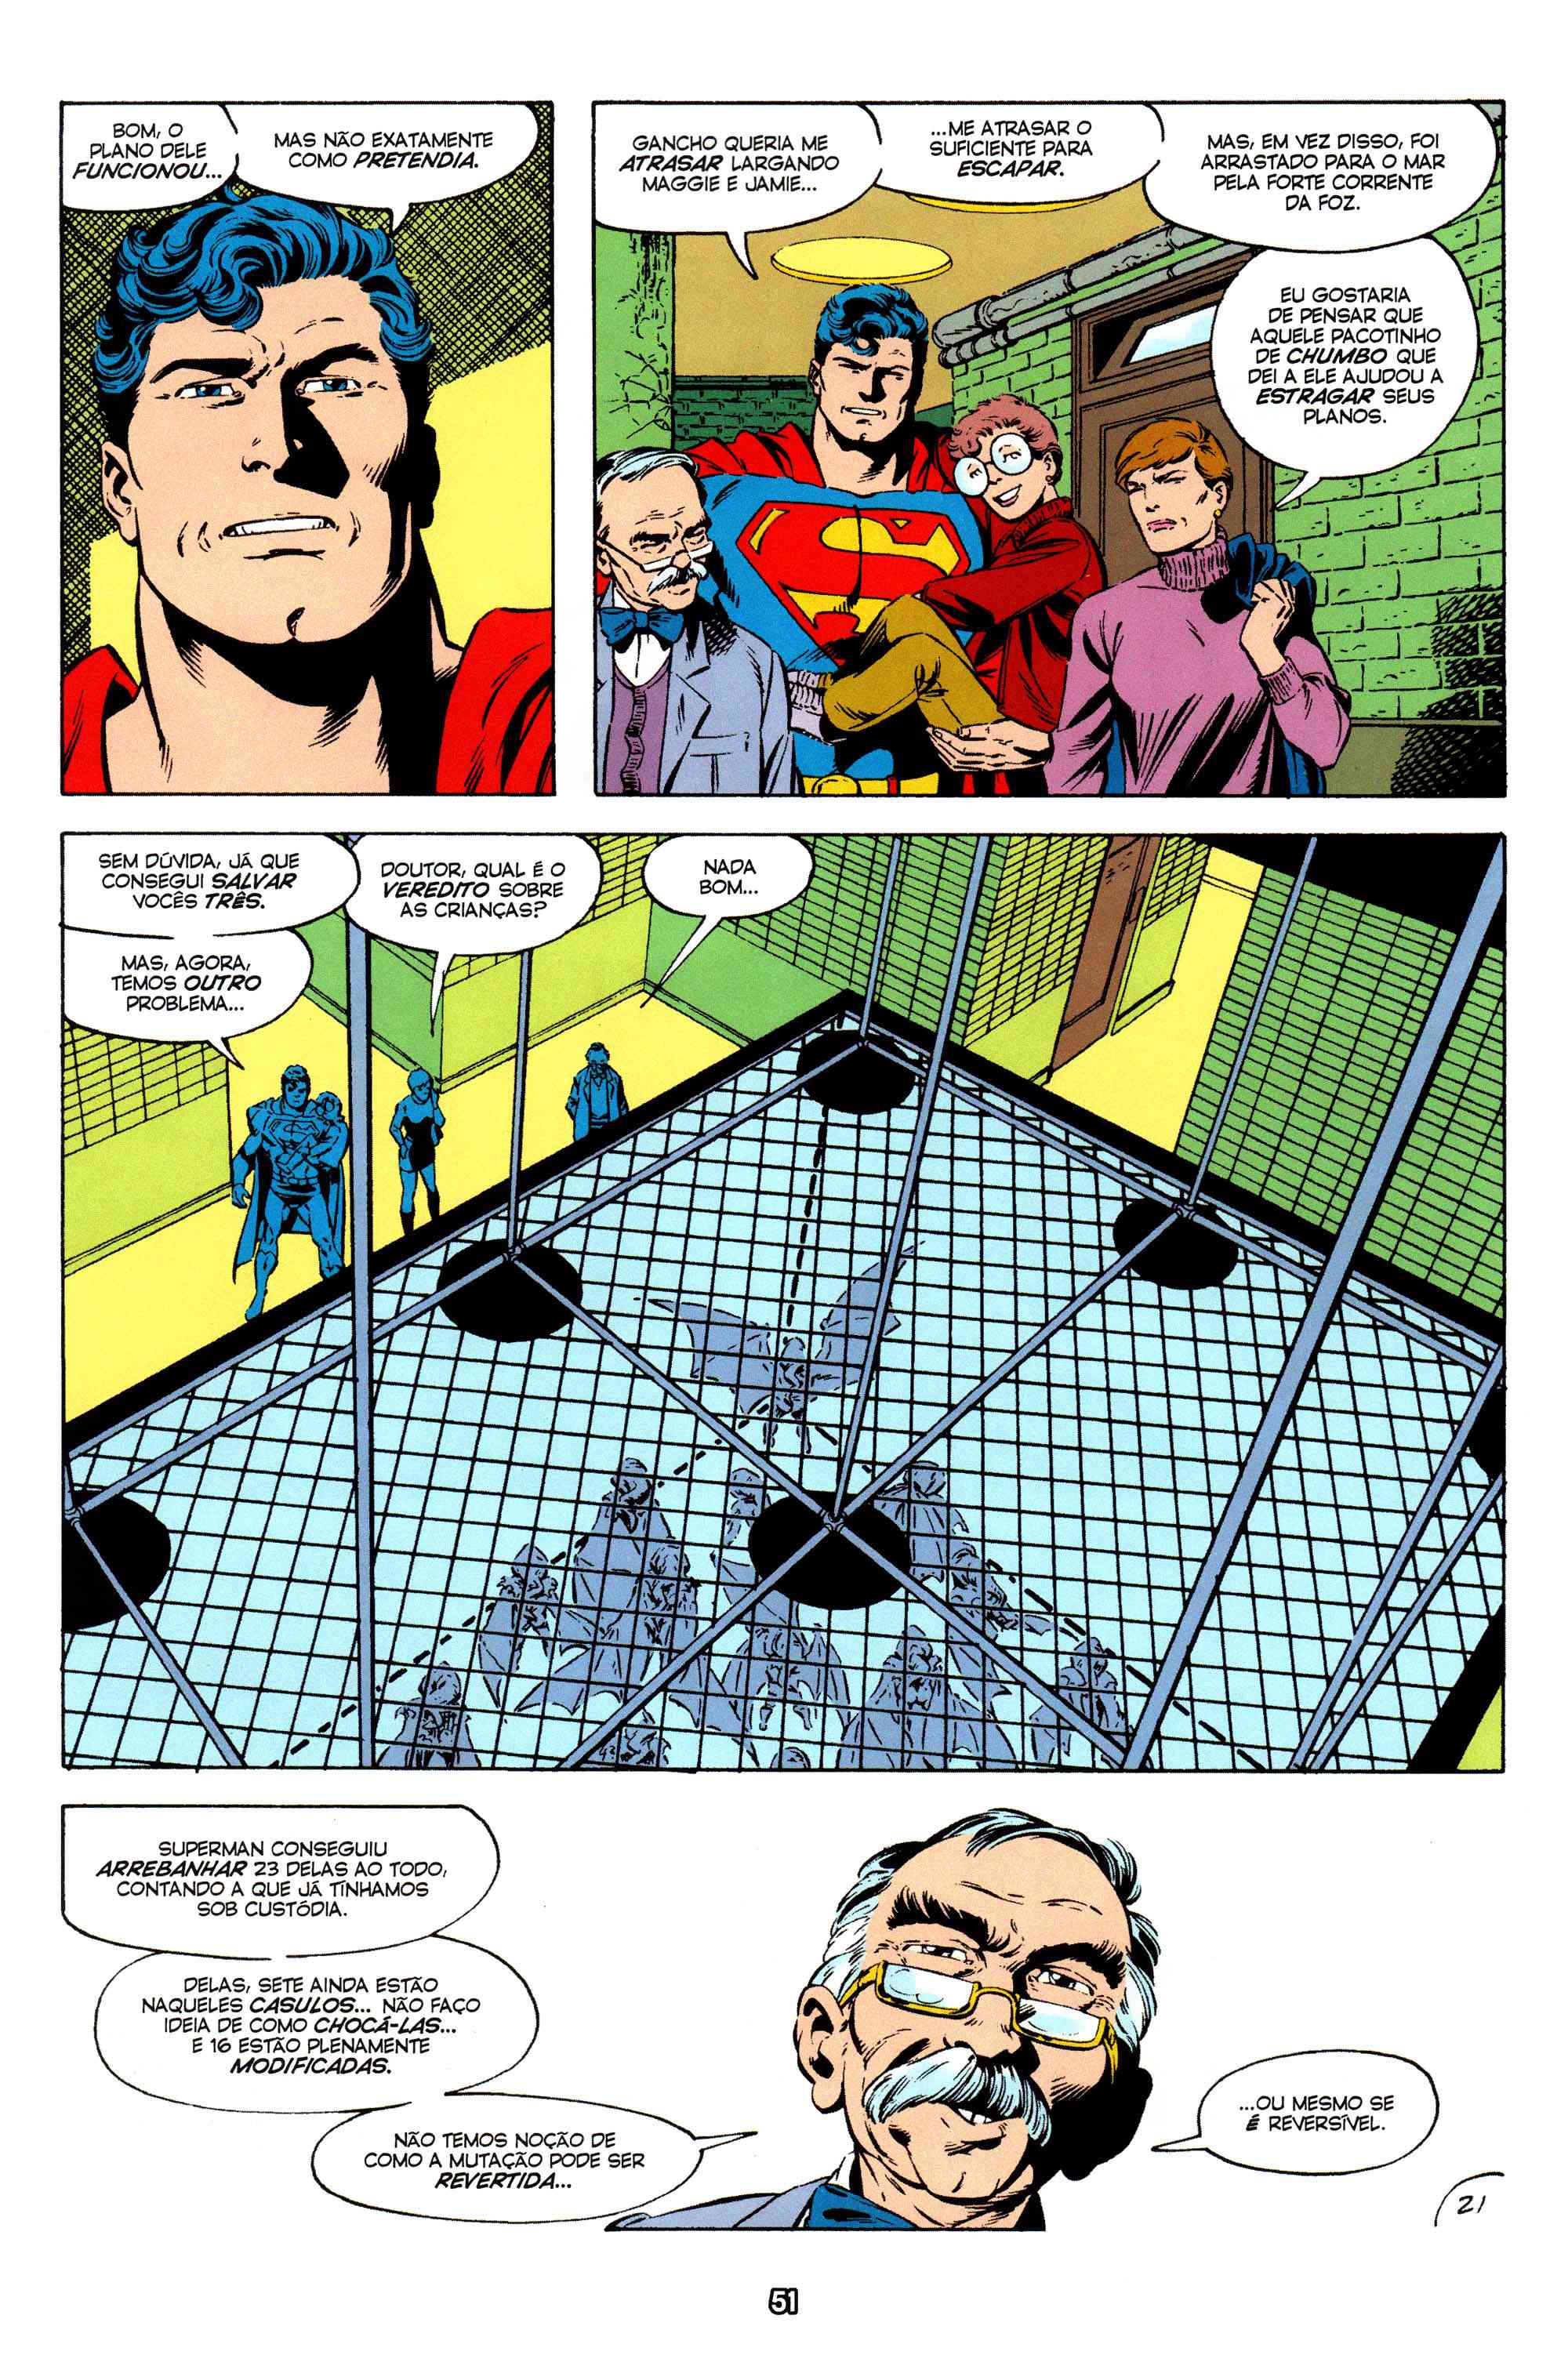 BOM, O
PLANO DELE
FUNCIONOU...
MAS NÃO EXATAMENTE
COMO PRETENDIA.
GANCHO QUERIA ME
ATRASAR LARGANDO
MAGGIE E JAMIE...
...ME ATRASAR O
SUFICIENTE PARA
ESCAPAR.
MAS, EM VEZ DISSO, FOI
ARRASTADO PARA O MAR
PELA FORTE CORRENTE
DA FOZ.
EU GOSTARIA
DE PENSAR QUE
AQUELE PACOTINHO
DE CHUMBO QUE
DEI A ELE AJUDOU A
ESTRAGAR SEUS
PLANOS.
SEM DÚVIDA, JÁ QUE
CONSEGUI SALVAR
VOCÊS TRÊS.
MAS, AGORA,
TEMOS OUTRO
PROBLEMA...
DOUTOR, QUAL É O
VEREDITO SOBRE
AS CRIANÇAS?
NADA
BOM...
SUPERMAN CONSEGUIU
ARREBANHAR 23 DELAS AO TODO,
CONTANDO A QUE JÁ TÍNHAMOS
SOB CUSTÓDIA.
DELAS, SETE AINDA ESTÃO
NAQUELES CASULOS... NÃO FAÇO
IDEIA DE COMO CHOCÁ-LAS...
E 16 ESTÃO PLENAMENTE
MODIFICADAS.
NÃO TEMOS NOÇÃO DE
COMO A MUTAÇÃO PODE SER
REVERTIDA...
...OU MESMO SE
É REVERSÍVEL.
21
51